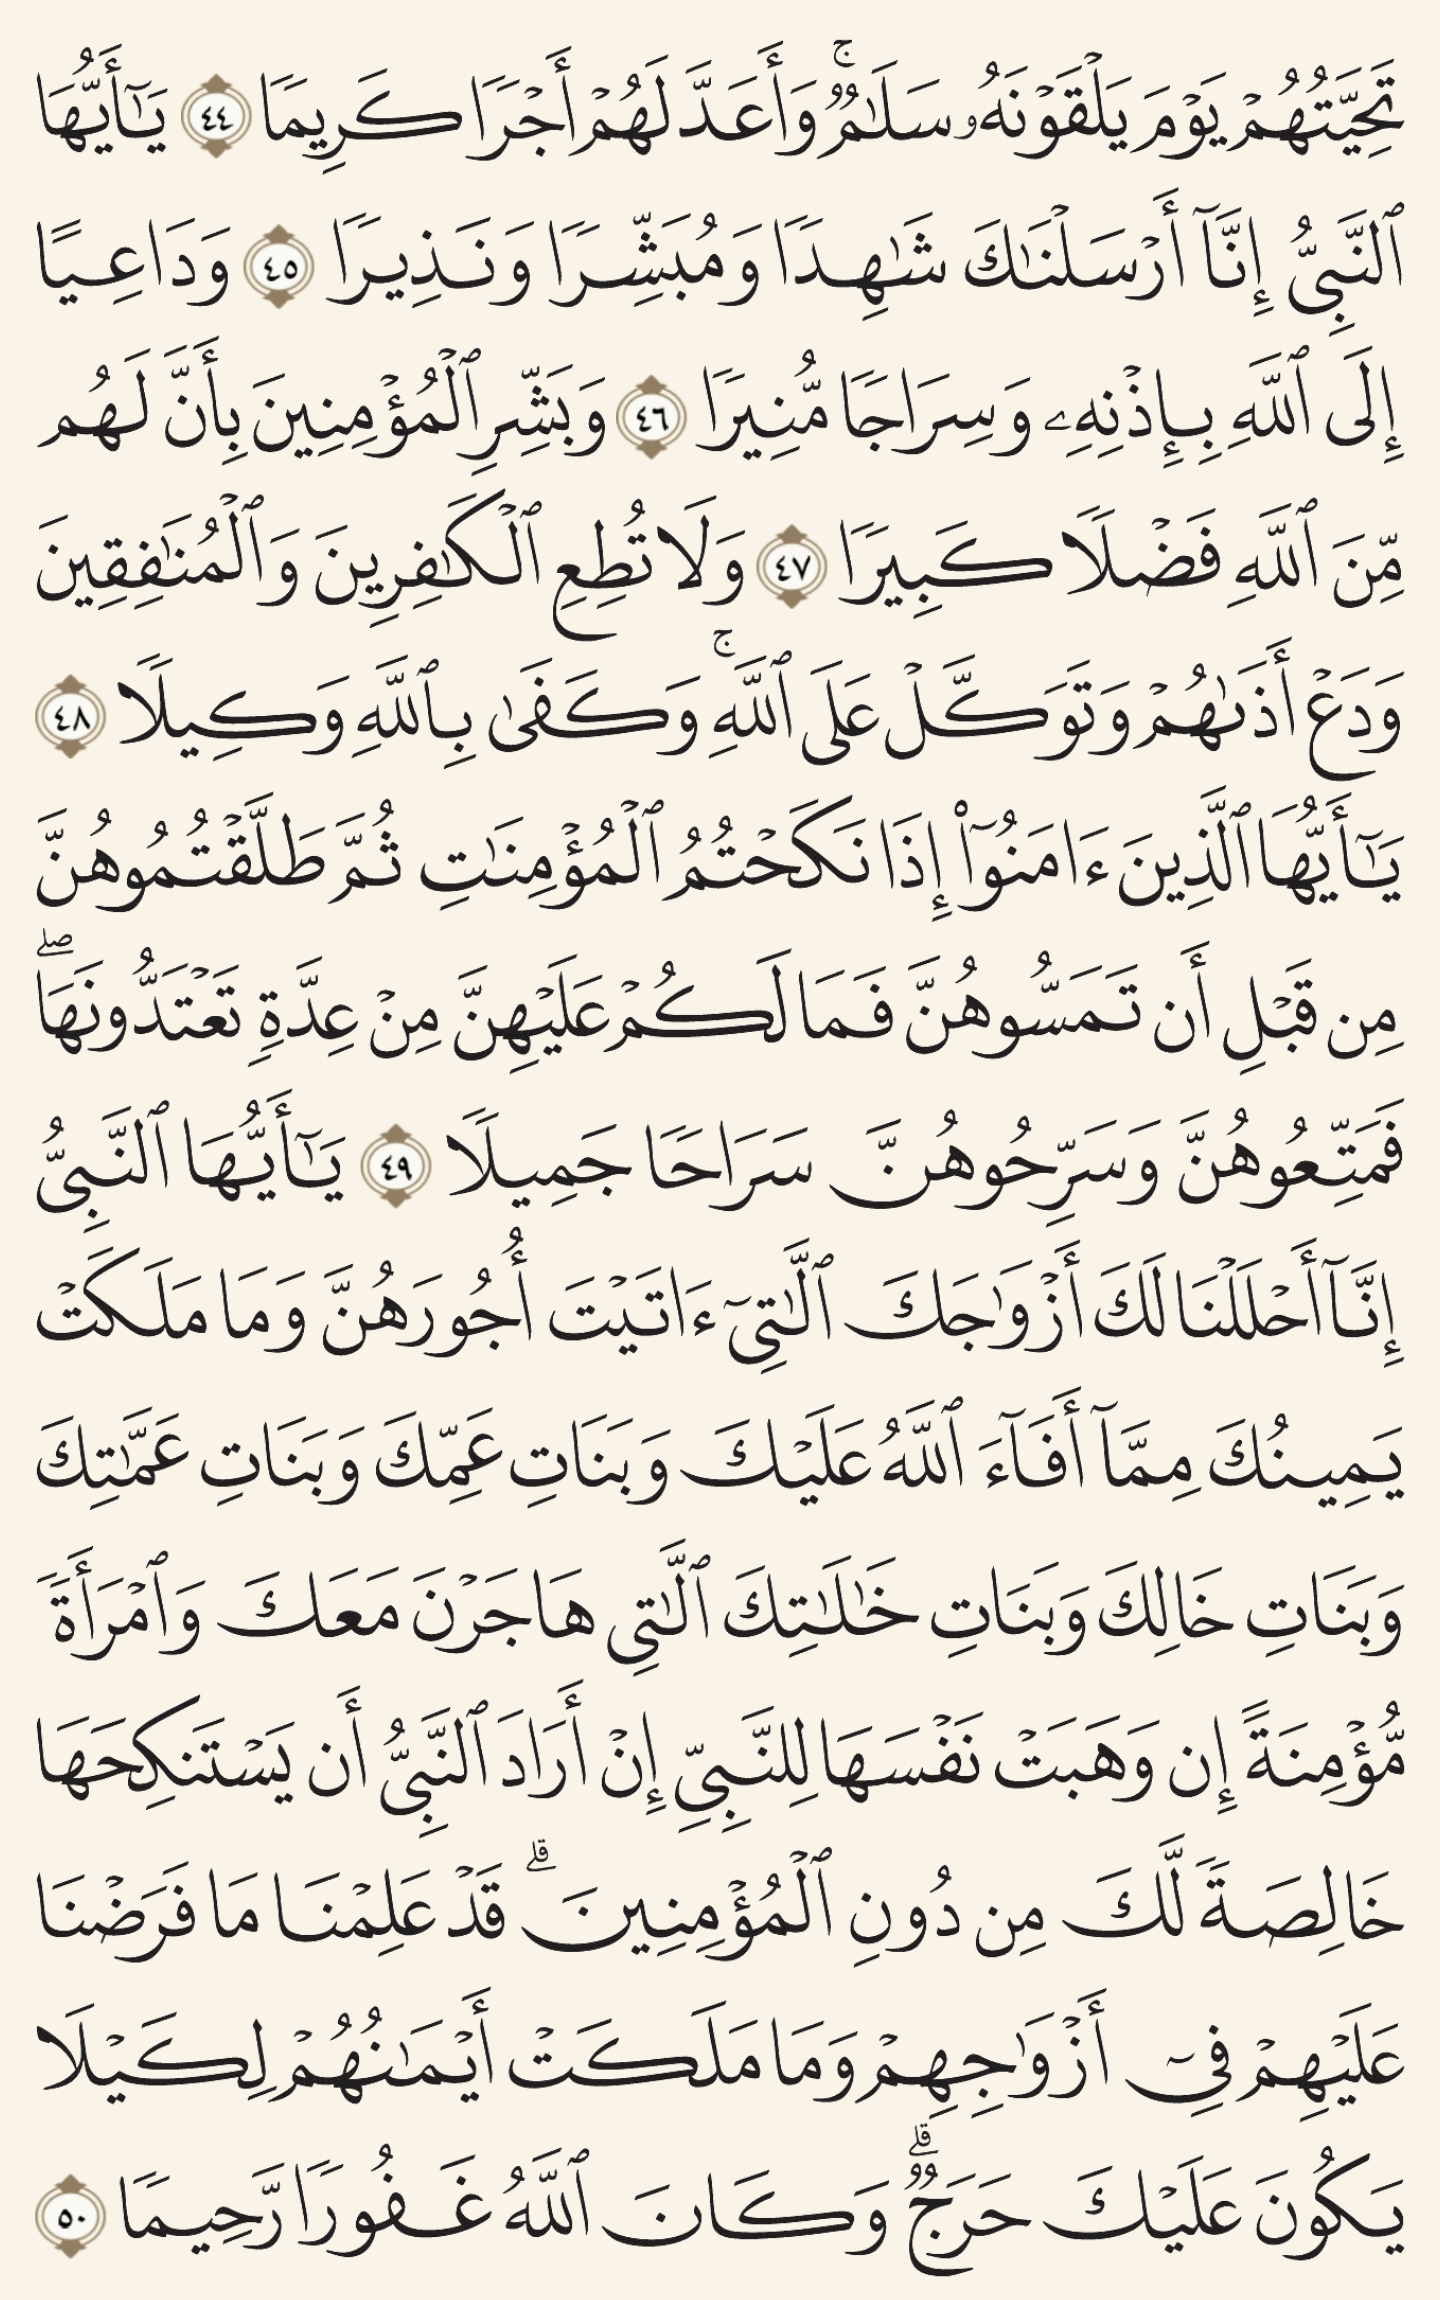 تَحِيَّتُهُمْ يَوْمَ يَلْقَوْنَهُۥ سَلَٰمٌۚ وَأَعَدَّ لَهُمْ أَجْرًا كَرِيمًا ٤٤ يَٰٓأَيُّهَا
ٱلنَّبِىُّ إِنَّآ أَرْسَلْنَٰكَ شَٰهِدًا وَمُبَشِّرًا وَنَذِيرًا ٤٥ وَدَاعِيًا
إِلَى ٱللَّهِ بِإِذْنِهِۦ وَسِرَاجًا مُّنِيرًا ٤٦ وَبَشِّرِ ٱلْمُؤْمِنِينَ بِأَنَّ لَهُم
مِّنَ ٱللَّهِ فَضْلًا كَبِيرًا ٤٧ وَلَا تُطِعِ ٱلْكَٰفِرِينَ وَٱلْمُنَٰفِقِينَ
وَدَعْ أَذَىٰهُمْ وَتَوَكَّلْ عَلَى ٱللَّهِۚ وَكَفَىٰ بِٱللَّهِ وَكِيلًا ٤٨
يَٰٓأَيُّهَا ٱلَّذِينَ ءَامَنُوٓا۟ إِذَا نَكَحْتُمُ ٱلْمُؤْمِنَٰتِ ثُمَّ طَلَّقْتُمُوهُنَّ
مِن قَبْلِ أَن تَمَسُّوهُنَّ فَمَا لَكُمْ عَلَيْهِنَّ مِنْ عِدَّةٍ تَعْتَدُّونَهَاۖ
فَمَتِّعُوهُنَّ وَسَرِّحُوهُنَّ سَرَاحًا جَمِيلًا ٤٩ يَٰٓأَيُّهَا ٱلنَّبِىُّ
إِنَّآ أَحْلَلْنَا لَكَ أَزْوَٰجَكَ ٱلَّٰتِىٓ ءَاتَيْتَ أُجُورَهُنَّ وَمَا مَلَكَتْ
يَمِينُكَ مِمَّآ أَفَآءَ ٱللَّهُ عَلَيْكَ وَبَنَاتِ عَمِّكَ وَبَنَاتِ عَمَّٰتِكَ
وَبَنَاتِ خَالِكَ وَبَنَاتِ خَٰلَٰتِكَ ٱلَّٰتِى هَاجَرْنَ مَعَكَ وَٱمْرَأَةً
مُّؤْمِنَةً إِن وَهَبَتْ نَفْسَهَا لِلنَّبِىِّ إِنْ أَرَادَ ٱلنَّبِىُّ أَن يَسْتَنكِحَهَا
خَالِصَةً لَّكَ مِن دُونِ ٱلْمُؤْمِنِينَۗ قَدْ عَلِمْنَا مَا فَرَضْنَا
عَلَيْهِمْ فِىٓ أَزْوَٰجِهِمْ وَمَا مَلَكَتْ أَيْمَٰنُهُمْ لِكَيْلَا
يَكُونَ عَلَيْكَ حَرَجٌۗ وَكَانَ ٱللَّهُ غَفُورًا رَّحِيمًا ٥٠